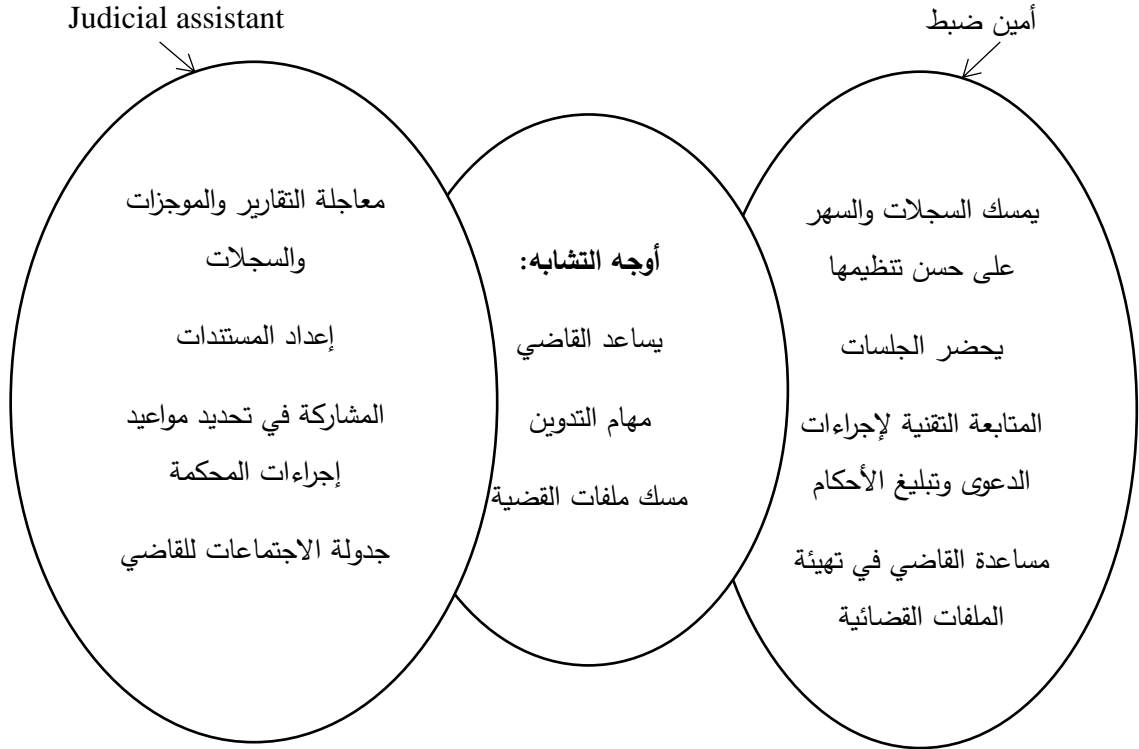 Judicial assistant
أمين ضبط
معاجلة التقارير والموجزات
والسجلات
إعداد المستندات
المشاركة في تحديد مواعيد
إجراءات المحكمة
جدولة الاجتماعات للقاضي
أوجه التشابه:
يساعد القاضي
مهام التدوين
مسك ملفات القضية
يمسك السجلات والسهر
على حسن تنظيمها
يحضر الجلسات
المتابعة التقنية لإجراءات
الدعوى وتبليغ الأحكام
مساعدة القاضي في تهيئة
الملفات القضائية